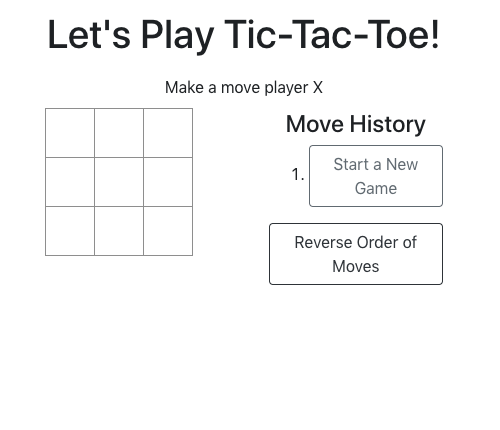 Let's Play Tic-Tac-Toe!
Make a move player X
Move History
1.
Start a New
Game
Reverse Order of
Moves